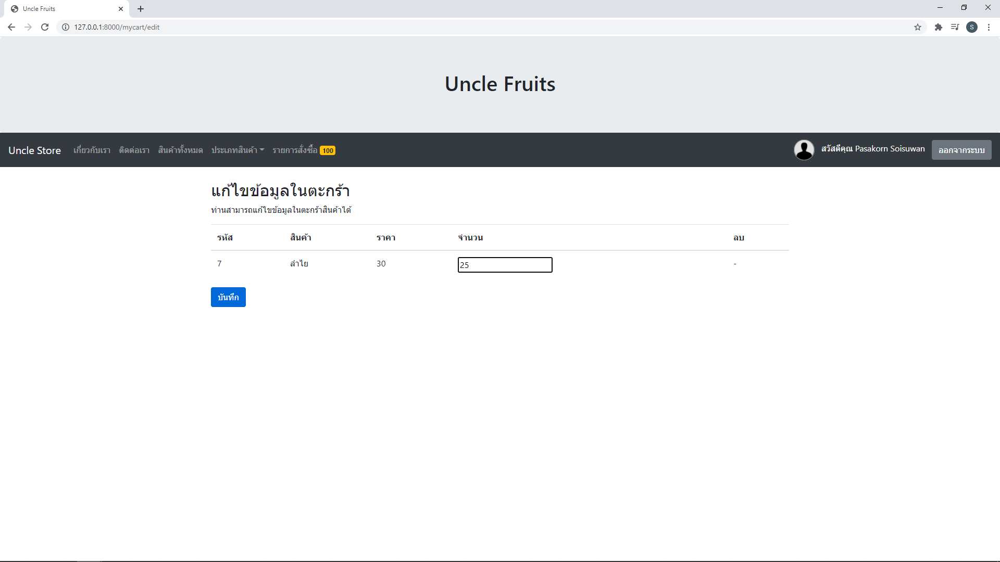 Uncle Fruits
127.0.0.1:8000/mycart/edit
S
Uncle Fruits
Uncle Store เกี่ยวกับเรา ติดต่อเรา สินค้าทั้งหมด ประเภทสินค้า รายการสั่งซื้อ 100 สวัสดีคุณ Pasakorn Soisuwan ออกจากระบบ
แก้ไขข้อมูลในตะกร้า
ท่านสามารถแก้ไขข้อมูลในตะกร้าสินค้าได้
รหัส สินค้า ราคา จำนวน ลบ
7 ลำไย 30 25 -
บันทึก